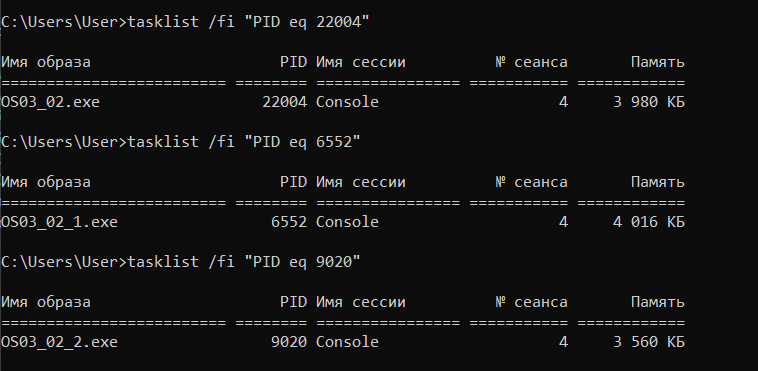 C:\Users\User>tasklist /fi "PID eq 22004"
Имя образа                     PID Имя сессии          № сеанса       Память
========================= ======== ================ =========== ============
OS03_02.exe                  22004 Console                    4     3 980 КБ
C:\Users\User>tasklist /fi "PID eq 6552"
Имя образа                     PID Имя сессии          № сеанса       Память
========================= ======== ================ =========== ============
OS03_02_1.exe                 6552 Console                    4     4 016 КБ
C:\Users\User>tasklist /fi "PID eq 9020"
Имя образа                     PID Имя сессии          № сеанса       Память
========================= ======== ================ =========== ============
OS03_02_2.exe                 9020 Console                    4     3 560 КБ